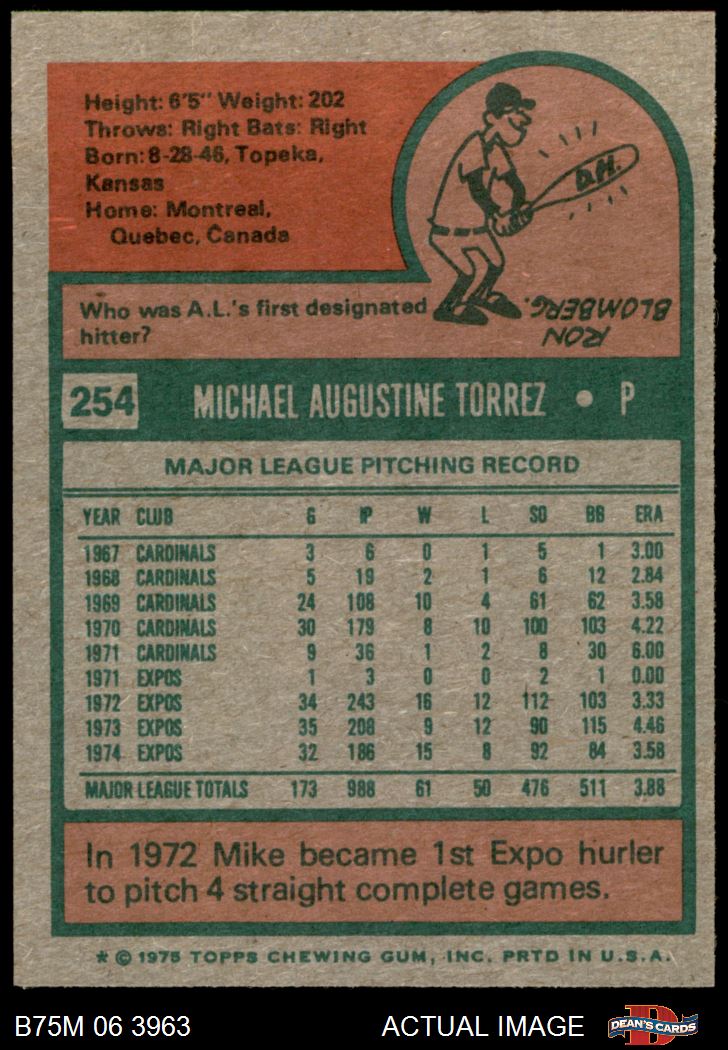 Height: 6'5" Weight: 202
Throws: Right Bats: Right
Born: 8-28-46, Topeka,
Kansas
Home: Montreal,
Quebec, Canada
D.H.
Who was A.L.'s first designated
hitter?
RON
BLOMBERG.
254 MICHAEL AUGUSTINE TORREZ • P
MAJOR LEAGUE PITCHING RECORD
YEAR CLUB G IP W L SO BB ERA
1967 CARDINALS 3 6 0 1 5 1 3.00
1968 CARDINALS 5 19 2 1 6 12 2.84
1969 CARDINALS 24 108 10 4 61 62 3.58
1970 CARDINALS 30 179 8 10 100 103 4.22
1971 CARDINALS 9 36 1 2 8 30 6.00
1971 EXPOS 1 3 0 0 2 1 0.00
1972 EXPOS 34 243 16 12 112 103 3.33
1973 EXPOS 35 208 9 12 90 115 4.46
1974 EXPOS 32 186 15 8 92 84 3.58
MAJOR LEAGUE TOTALS 173 988 61 50 476 511 3.88
In 1972 Mike became 1st Expo hurler
to pitch 4 straight complete games.
* © 1975 TOPPS CHEWING GUM, INC. PRTD IN U.S.A.
B75M 06 3963 ACTUAL IMAGE D DEAN'S CARDS